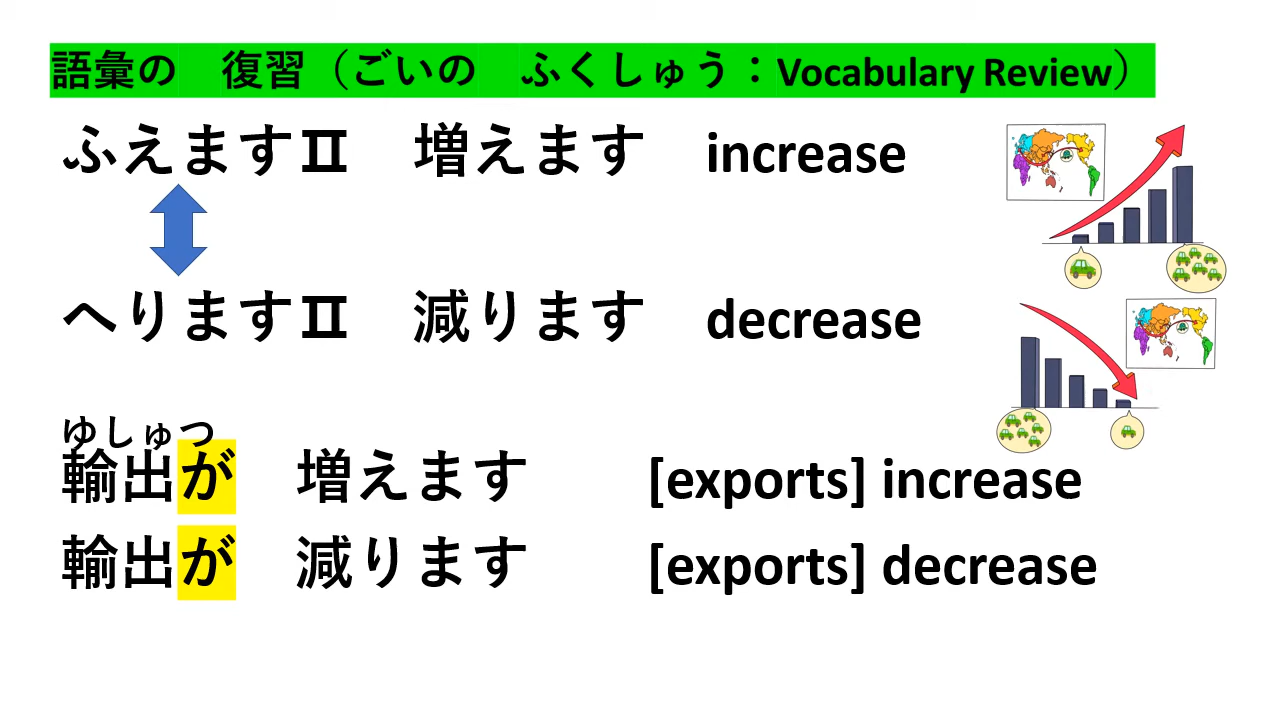 語彙の　復習（ごいの　ふくしゅう：Vocabulary Review）
ふえますⅡ　増えます　increase
へりますⅡ　減ります　decrease
ゆしゅつ
輸出が　増えます　[exports] increase
輸出が　減ります　[exports] decrease